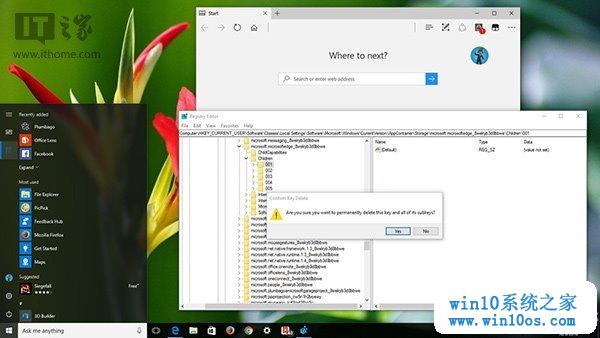 IT之家
www.ithome.com
Start
Where to next?
Search or enter web address
Recently added
Plumbago
Office Lens
Facebook
Expand
Most used
File Explorer
PicPick
Feedback Hub
Mozilla Firefox
Get Started
Maps
Suggested
Siegefall
Free*
#
3D Builder
Ask me anything
Registry Editor
File Edit View Favorites Help
Computer\HKEY_CURRENT_USER\Software\Classes\Local Settings\Software\Microsoft\Windows\CurrentVersion\AppContainer\Storage\microsoft.microsoftedge_8wekyb3d8bbwe\Children\001
microsoft.messaging_8wekyb3d8bbwe
microsoft.microsoftedge_8wekyb3d8bbwe
ChildCapabilities
Children
001
002
003
004
005
Name
Type
Data
(Default)
REG_SZ
(value not set)
Confirm Key Delete
Are you sure you want to permanently delete this key and all of its subkeys?
Yes
No
microsoft.mousegestures_8wekyb3d8bbwe
microsoft.net.native.framework.1.3_8wekyb3d8bbwe
microsoft.net.native.runtime.1.3_8wekyb3d8bbwe
microsoft.net.native.runtime.1.4_8wekyb3d8bbwe
microsoft.office.onenote_8wekyb3d8bbwe
microsoft.officelens_8wekyb3d8bbwe
microsoft.oneconnect_8wekyb3d8bbwe
microsoft.people_8wekyb3d8bbwe
win10系统之家
www.win10os.com